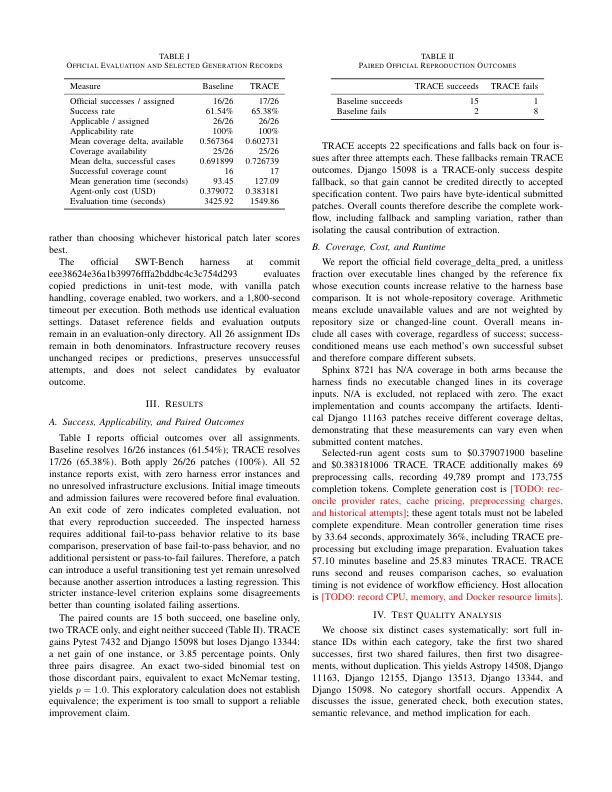 TABLE I
OFFICIAL EVALUATION AND SELECTED GENERATION RECORDS
Measure Baseline TRACE
Official successes / assigned 16/26 17/26
Success rate 61.54% 65.38%
Applicable / assigned 26/26 26/26
Applicability rate 100% 100%
Mean coverage delta, available 0.567364 0.602731
Coverage availability 25/26 25/26
Mean delta, successful cases 0.691899 0.726739
Successful coverage count 16 17
Mean generation time (seconds) 93.45 127.09
Agent-only cost (USD) 0.379072 0.383181
Evaluation time (seconds) 3425.92 1549.86
rather than choosing whichever historical patch later scores
best.
The official SWT-Bench harness at commit
eee38624e36a1b39976fffa2bddbc4c3c754d293 evaluates
copied predictions in unit-test mode, with vanilla patch
handling, coverage enabled, two workers, and a 1,800-second
timeout per execution. Both methods use identical evaluation
settings. Dataset reference fields and evaluation outputs
remain in an evaluation-only directory. All 26 assignment IDs
remain in both denominators. Infrastructure recovery reuses
unchanged recipes or predictions, preserves unsuccessful
attempts, and does not select candidates by evaluator
outcome.
III. RESULTS
A. Success, Applicability, and Paired Outcomes
Table I reports official outcomes over all assignments.
Baseline resolves 16/26 instances (61.54%); TRACE resolves
17/26 (65.38%). Both apply 26/26 patches (100%). All 52
instance reports exist, with zero harness error instances and
no unresolved infrastructure exclusions. Initial image timeouts
and admission failures were recovered before final evaluation.
An exit code of zero indicates completed evaluation, not
that every reproduction succeeded. The inspected harness
requires additional fail-to-pass behavior relative to its base
comparison, preservation of base fail-to-pass behavior, and no
additional persistent or pass-to-fail failures. Therefore, a patch
can introduce a useful transitioning test yet remain unresolved
because another assertion introduces a lasting regression. This
stricter instance-level criterion explains some disagreements
better than counting isolated failing assertions.
The paired counts are 15 both succeed, one baseline only,
two TRACE only, and eight neither succeed (Table II). TRACE
gains Pytest 7432 and Django 15098 but loses Django 13344:
a net gain of one instance, or 3.85 percentage points. Only
three pairs disagree. An exact two-sided binomial test on
those discordant pairs, equivalent to exact McNemar testing,
yields p = 1.0. This exploratory calculation does not establish
equivalence; the experiment is too small to support a reliable
improvement claim.
TABLE II
PAIRED OFFICIAL REPRODUCTION OUTCOMES
TRACE succeeds TRACE fails
Baseline succeeds 15 1
Baseline fails 2 8
TRACE accepts 22 specifications and falls back on four is-
sues after three attempts each. These fallbacks remain TRACE
outcomes. Django 15098 is a TRACE-only success despite
fallback, so that gain cannot be credited directly to accepted
specification content. Two pairs have byte-identical submitted
patches. Overall counts therefore describe the complete work-
flow, including fallback and sampling variation, rather than
isolating the causal contribution of extraction.
B. Coverage, Cost, and Runtime
We report the official field coverage_delta_pred, a unitless
fraction over executable lines changed by the reference fix
whose execution counts increase relative to the harness base
comparison. It is not whole-repository coverage. Arithmetic
means exclude unavailable values and are not weighted by
repository size or changed-line count. Overall means in-
clude all cases with coverage, regardless of success; success-
conditioned means use each method's own successful subset
and therefore compare different subsets.
Sphinx 8721 has N/A coverage in both arms because the
harness finds no executable changed lines in its coverage
inputs. N/A is excluded, not replaced with zero. The exact
implementation and counts accompany the artifacts. Identi-
cal Django 11163 patches receive different coverage deltas,
demonstrating that these measurements can vary even when
submitted content matches.
Selected-run agent costs sum to $0.379071900 baseline
and $0.383181006 TRACE. TRACE additionally makes 69
preprocessing calls, recording 49,789 prompt and 173,755
completion tokens. Complete generation cost is [TODO: rec-
oncile provider rates, cache pricing, preprocessing charges,
and historical attempts]; these agent totals must not be labeled
complete expenditure. Mean controller generation time rises
by 33.64 seconds, approximately 36%, including TRACE pre-
processing but excluding image preparation. Evaluation takes
57.10 minutes baseline and 25.83 minutes TRACE. TRACE
runs second and reuses comparison caches, so evaluation
timing is not evidence of workflow efficiency. Host allocation
is [TODO: record CPU, memory, and Docker resource limits].
IV. TEST QUALITY ANALYSIS
We choose six distinct cases systematically: sort full in-
stance IDs within each category, take the first two shared
successes, first two shared failures, then first two disagree-
ments, without duplication. This yields Astropy 14508, Django
11163, Django 12155, Django 13513, Django 13344, and
Django 15098. No category shortfall occurs. Appendix A
discusses the issue, generated check, both execution states,
semantic relevance, and method implication for each.